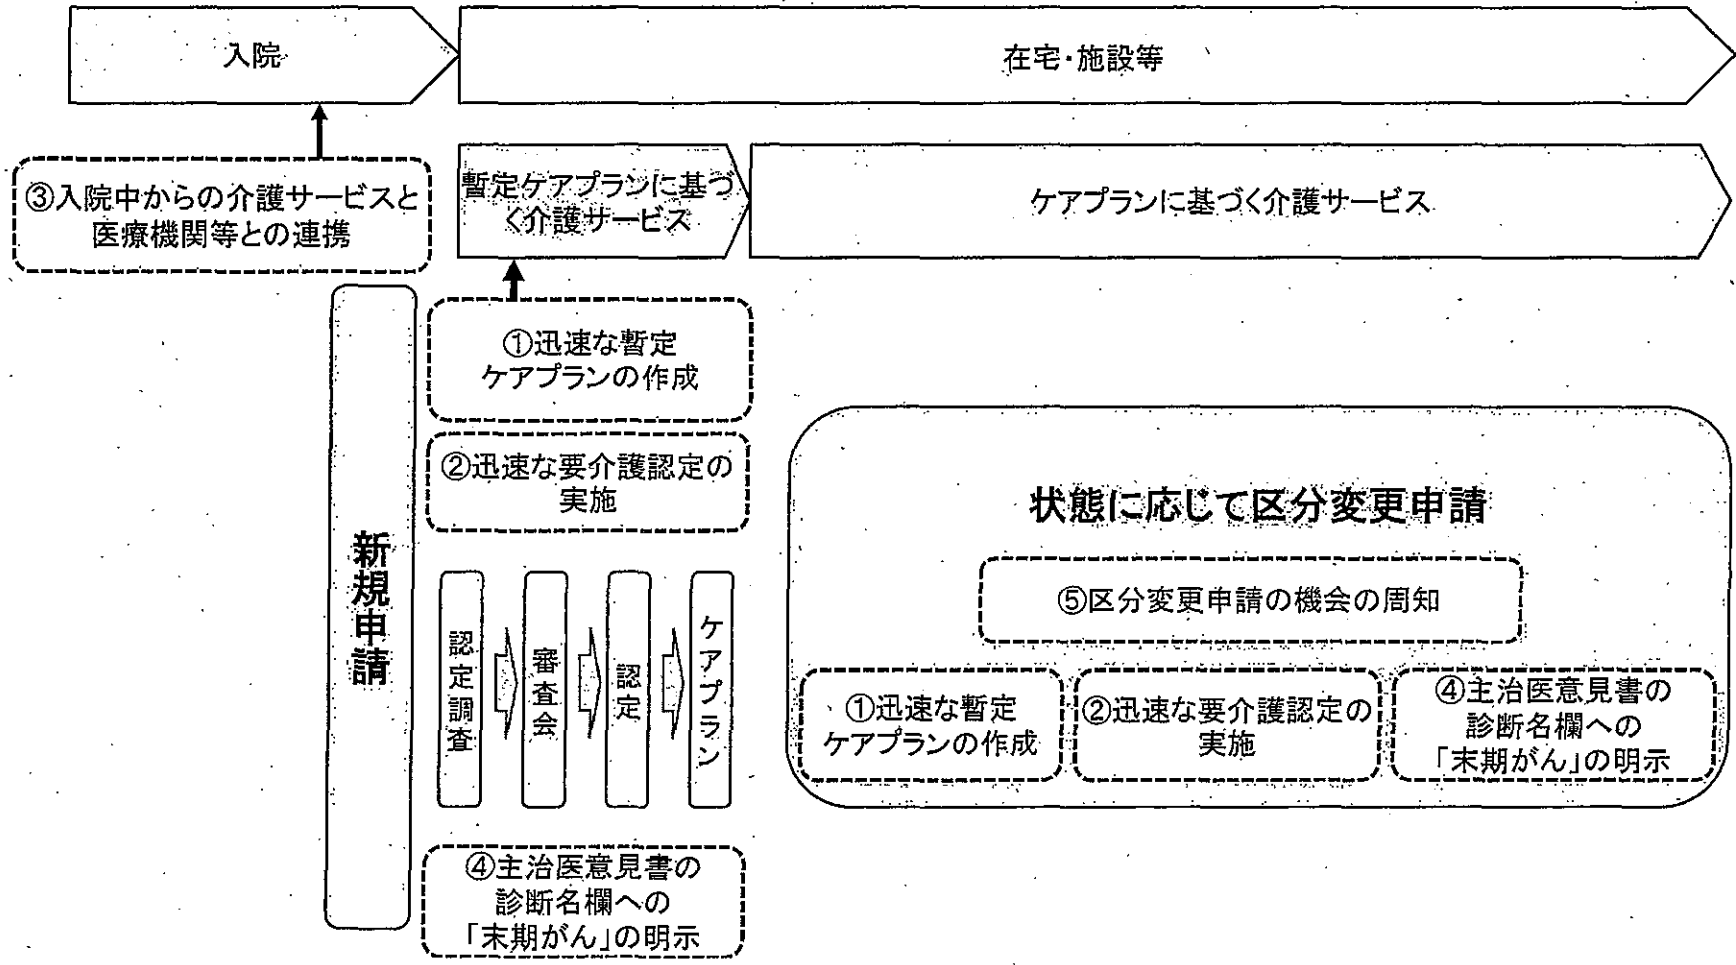 入院
在宅・施設等
③入院中からの介護サービスと
医療機関等との連携
暫定ケアプランに基づ
く介護サービス
ケアプランに基づく介護サービス
新規申請
①迅速な暫定
ケアプランの作成
②迅速な要介護認定の
実施
認定調査
審査会
認定
ケアプラン
④主治医意見書の
診断名欄への
「末期がん」の明示
状態に応じて区分変更申請
⑤区分変更申請の機会の周知
①迅速な暫定
ケアプランの作成
②迅速な要介護認定の
実施
④主治医意見書の
診断名欄への
「末期がん」の明示